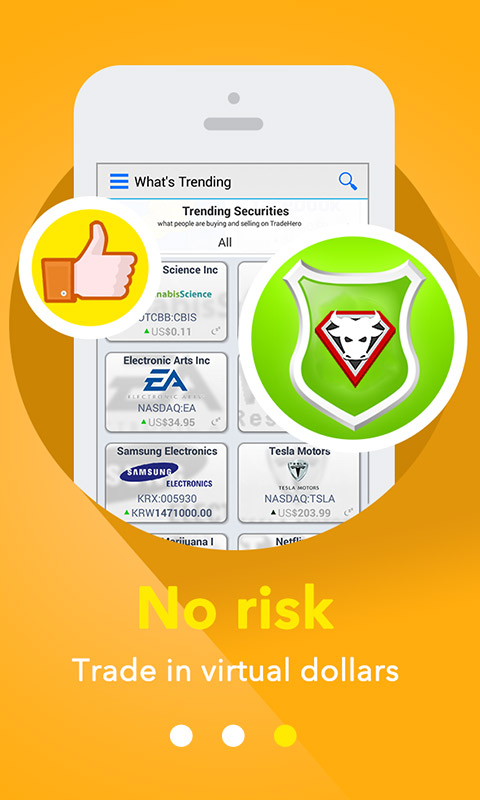 What's Trending
Trending Securities
what people are buying and selling on TradeHero
All
Science Inc
nabisScience
OTCBB:CBIS
US$0.11
Electronic Arts Inc
EA
ELECTRONIC ARTS
NASDAQ:EA
US$34.95
Samsung Electronics
SAMSUNG
ELECTRONICS
KRX:005930
KRW1471000.00
Tesla Motors
TESLA MOTORS
NASDAQ:TSLA
US$203.99
Marijuana I
Netfli
No risk
Trade in virtual dollars